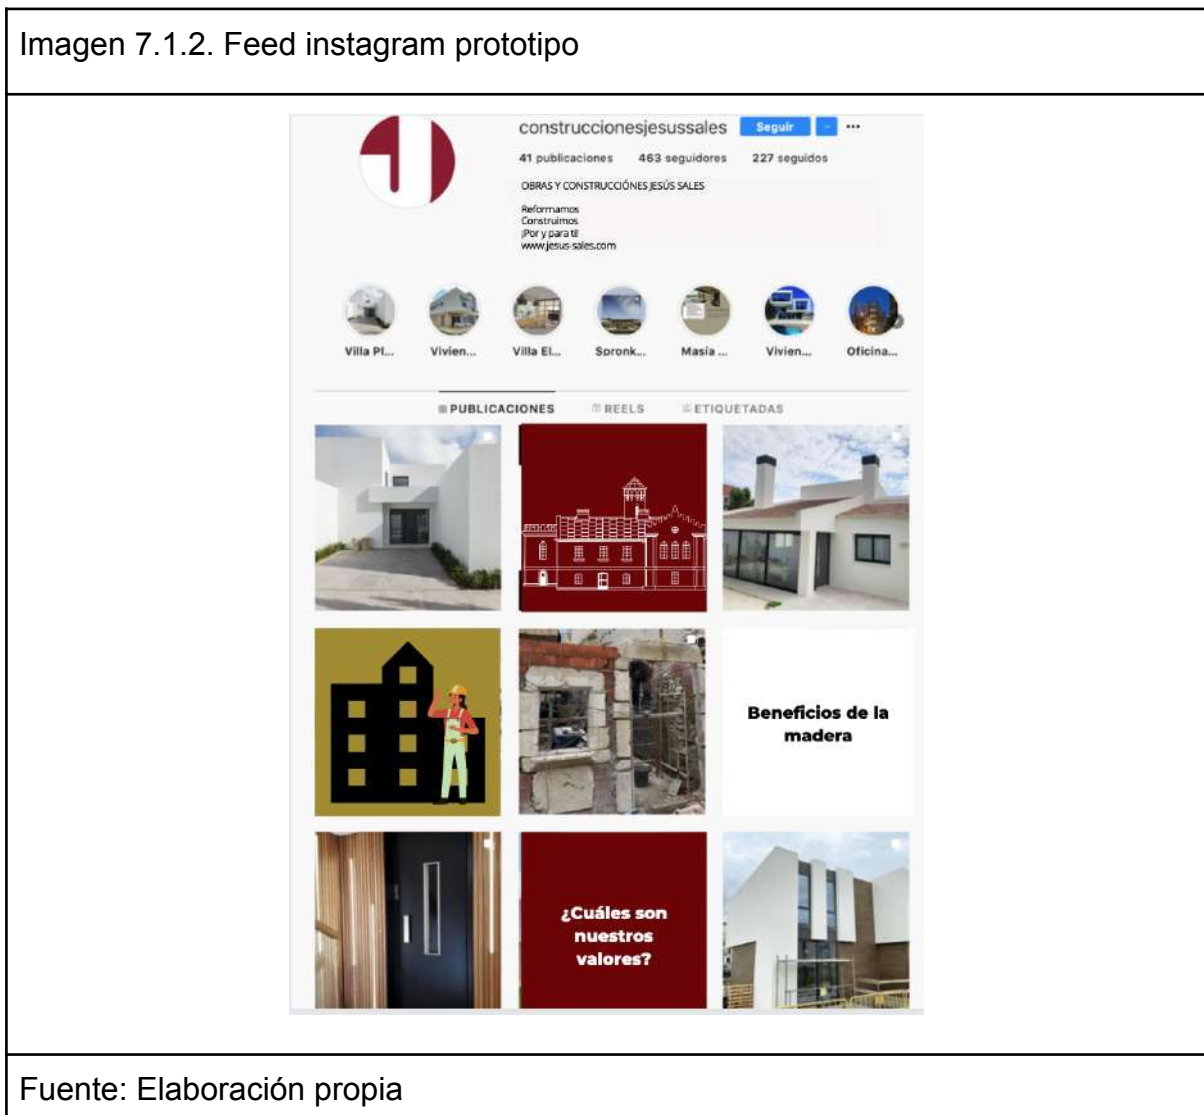 Imagen 7.1.2. Feed instagram prototipo
construccionesjesussales Seguir
41 publicaciones 463 seguidores 227 seguidos
OBRAS Y CONSTRUCCIÓNES JESÚS SALES
Reformamos
Construimos
¡Por y para ti!
www.jesus-sales.com
Villa Pl... Vivien... Villa El... Spronk... Masía ... Vivien... Oficina...
PUBLICACIONES REELS ETIQUETADAS
Beneficios de la
madera
¿Cuáles son
nuestros
valores?
Fuente: Elaboración propia